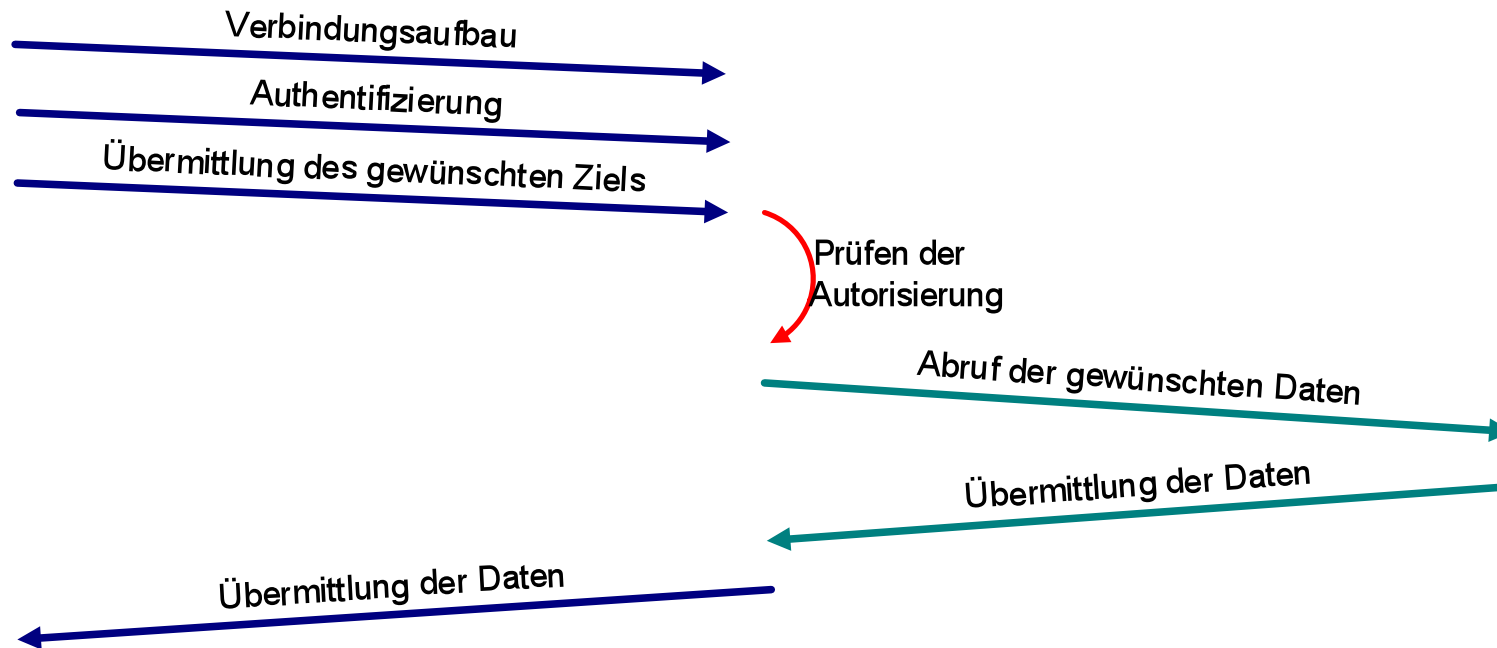 Verbindungsaufbau
Authentifizierung
Übermittlung des gewünschten Ziels
Prüfen der
Autorisierung
Abruf der gewünschten Daten
Übermittlung der Daten
Übermittlung der Daten